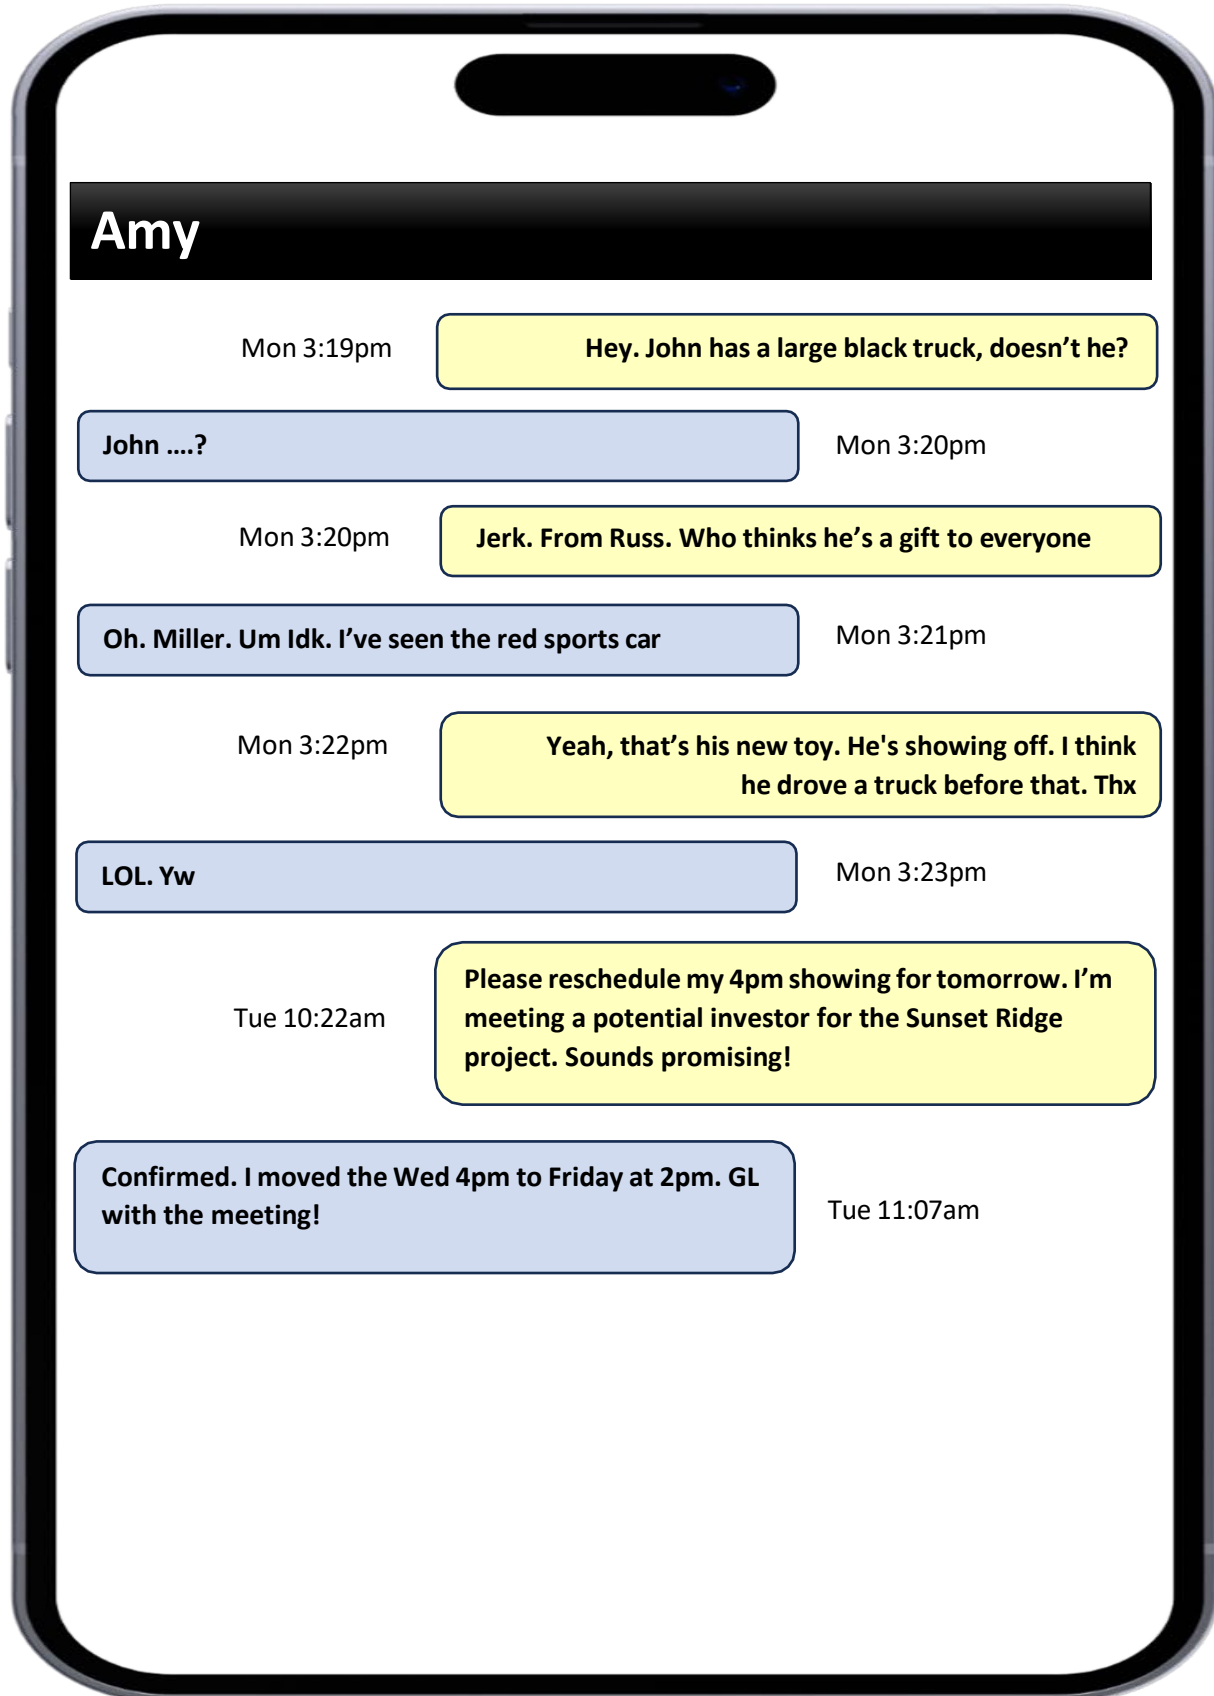 Amy
Mon 3:19pm
Hey. John has a large black truck, doesn’t he?
John ....?
Mon 3:20pm
Mon 3:20pm
Jerk. From Russ. Who thinks he’s a gift to everyone
Oh. Miller. Um Idk. I’ve seen the red sports car
Mon 3:21pm
Mon 3:22pm
Yeah, that’s his new toy. He's showing off. I think
he drove a truck before that. Thx
LOL. Yw
Mon 3:23pm
Tue 10:22am
Please reschedule my 4pm showing for tomorrow. I’m
meeting a potential investor for the Sunset Ridge
project. Sounds promising!
Confirmed. I moved the Wed 4pm to Friday at 2pm. GL
with the meeting!
Tue 11:07am